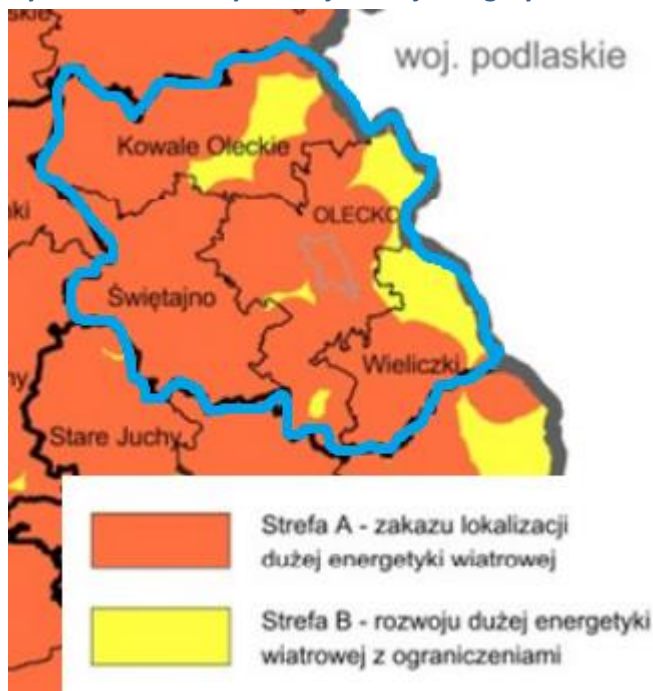 woj. podlaskie
Kowale Oleckie
OLECKO
Świętajno
Wieliczki
Stare Juchy
Strefa A - zakazu lokalizacji
dużej energetyki wiatrowej
Strefa B - rozwoju dużej energetyki
wiatrowej z ograniczeniami